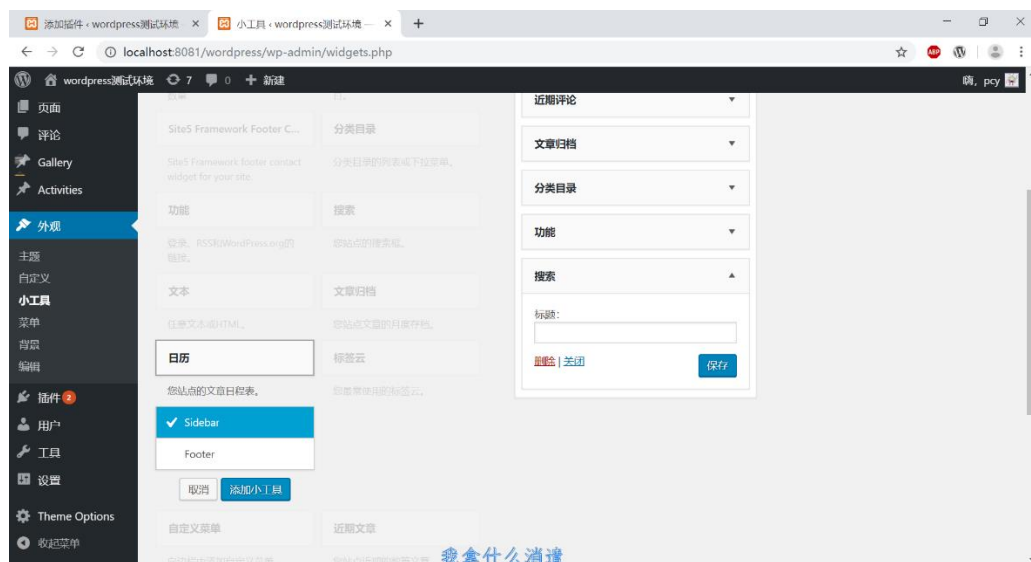 添加插件 ‹ wordpress测试环境
小工具 ‹ wordpress测试环境 —
localhost:8081/wordpress/wp-admin/widgets.php
ABP
wordpress测试环境 7 0 新建
嗨, pcy
页面
评论
Gallery
Activities
外观
主题
自定义
小工具
菜单
背景
编辑
插件 2
用户
工具
设置
Theme Options
收起菜单
Site5 Framework Footer C...
分类目录
Site5 Framework footer contact
widget for your site.
分类目录的列表或下拉菜单。
功能
搜索
登录、RSS和WordPress.org的
链接。
您站点的搜索框。
文本
文章归档
任意文本或HTML。
您站点文章的月度存档。
日历
标签云
您站点的文章日程表。
您最常使用的标签云。
Sidebar
Footer
取消
添加小工具
自定义菜单
近期文章
近期评论
文章归档
分类目录
功能
搜索
标题:
删除 | 关闭
保存